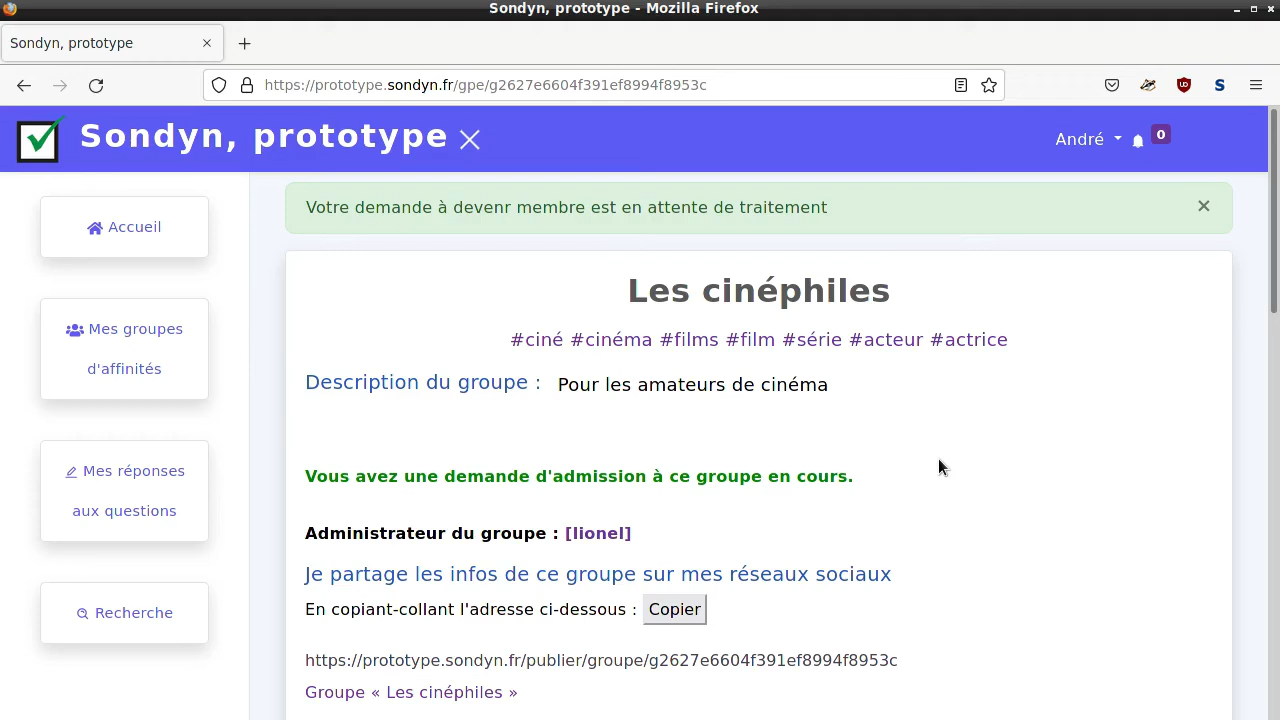 Sondyn, prototype - Mozilla Firefox
Sondyn, prototype
https://prototype.sondyn.fr/gpe/g2627e6604f391ef8994f8953c
Sondyn, prototype
André
0
Accueil
Mes groupes
d'affinités
Mes réponses
aux questions
Recherche
Votre demande à devenr membre est en attente de traitement
Les cinéphiles
#ciné #cinéma #films #film #série #acteur #actrice
Description du groupe : Pour les amateurs de cinéma
Vous avez une demande d'admission à ce groupe en cours.
Administrateur du groupe : [lionel]
Je partage les infos de ce groupe sur mes réseaux sociaux
En copiant-collant l'adresse ci-dessous : Copier
https://prototype.sondyn.fr/publier/groupe/g2627e6604f391ef8994f8953c
Groupe « Les cinéphiles »